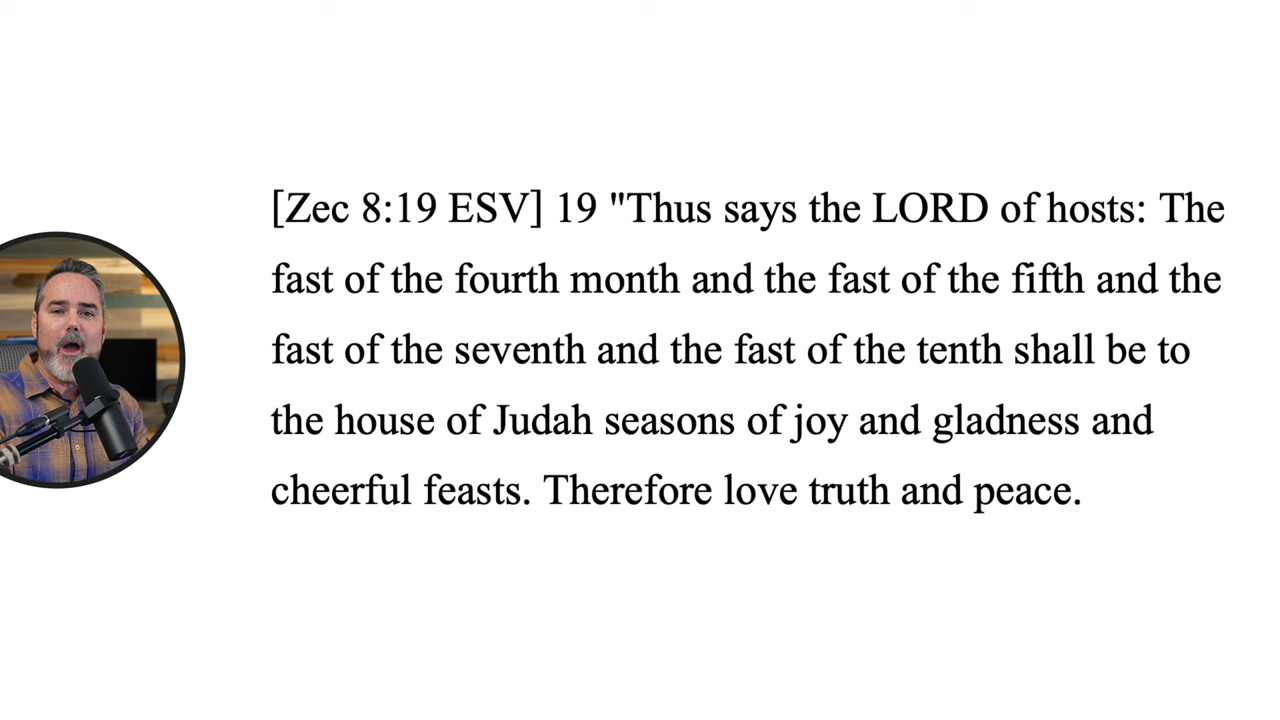 [Zec 8:19 ESV] 19 "Thus says the LORD of hosts: The
fast of the fourth month and the fast of the fifth and the
fast of the seventh and the fast of the tenth shall be to
the house of Judah seasons of joy and gladness and
cheerful feasts. Therefore love truth and peace.